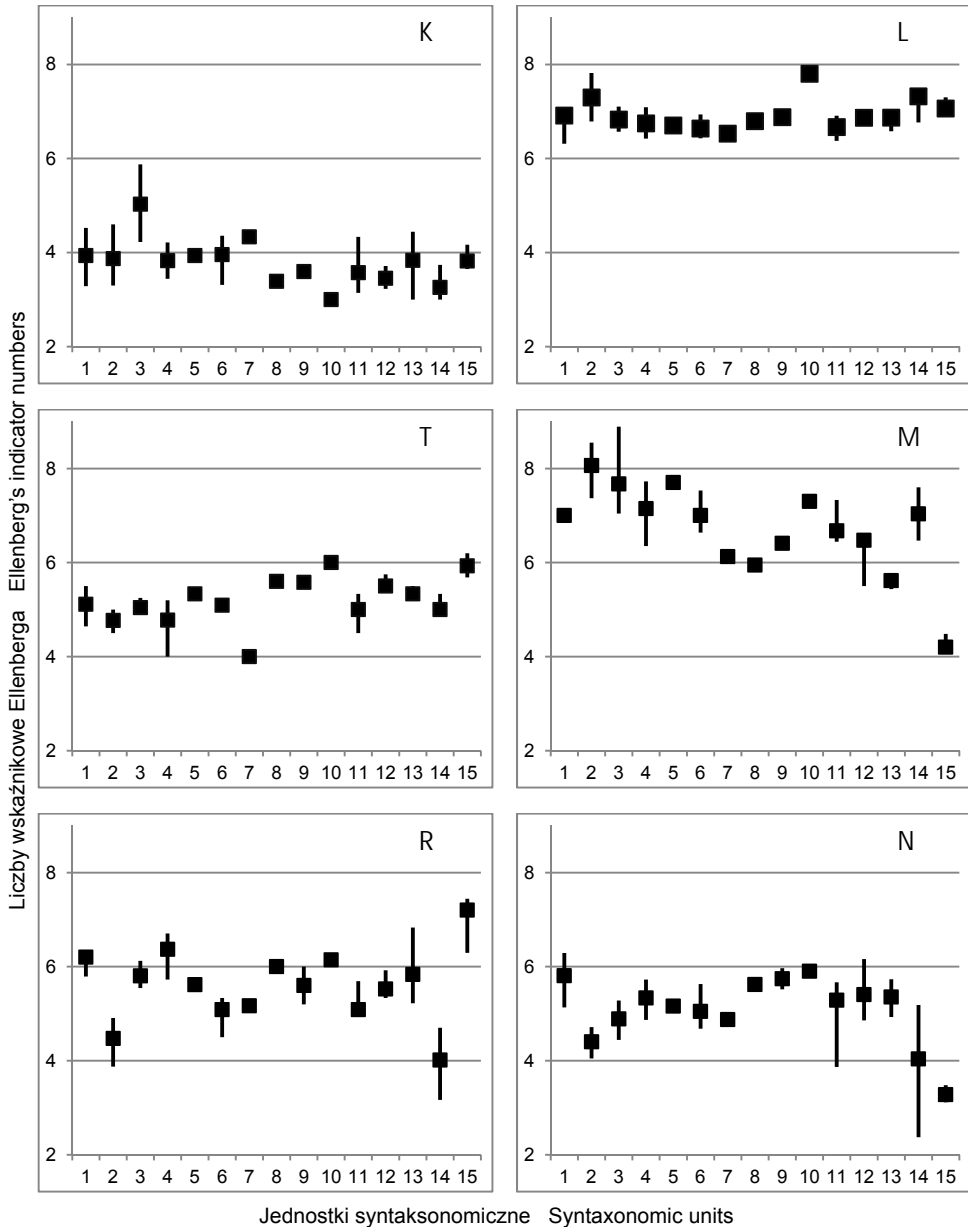 Liczby wskaźnikowe Ellenberga   Ellenberg's indicator numbers
K
8
6
4
2
1 2 3 4 5 6 7 8 9 10 11 12 13 14 15
L
8
6
4
2
1 2 3 4 5 6 7 8 9 10 11 12 13 14 15
T
8
6
4
2
1 2 3 4 5 6 7 8 9 10 11 12 13 14 15
M
8
6
4
2
1 2 3 4 5 6 7 8 9 10 11 12 13 14 15
R
8
6
4
2
1 2 3 4 5 6 7 8 9 10 11 12 13 14 15
N
8
6
4
2
1 2 3 4 5 6 7 8 9 10 11 12 13 14 15
Jednostki syntaksonomiczne   Syntaxonomic units